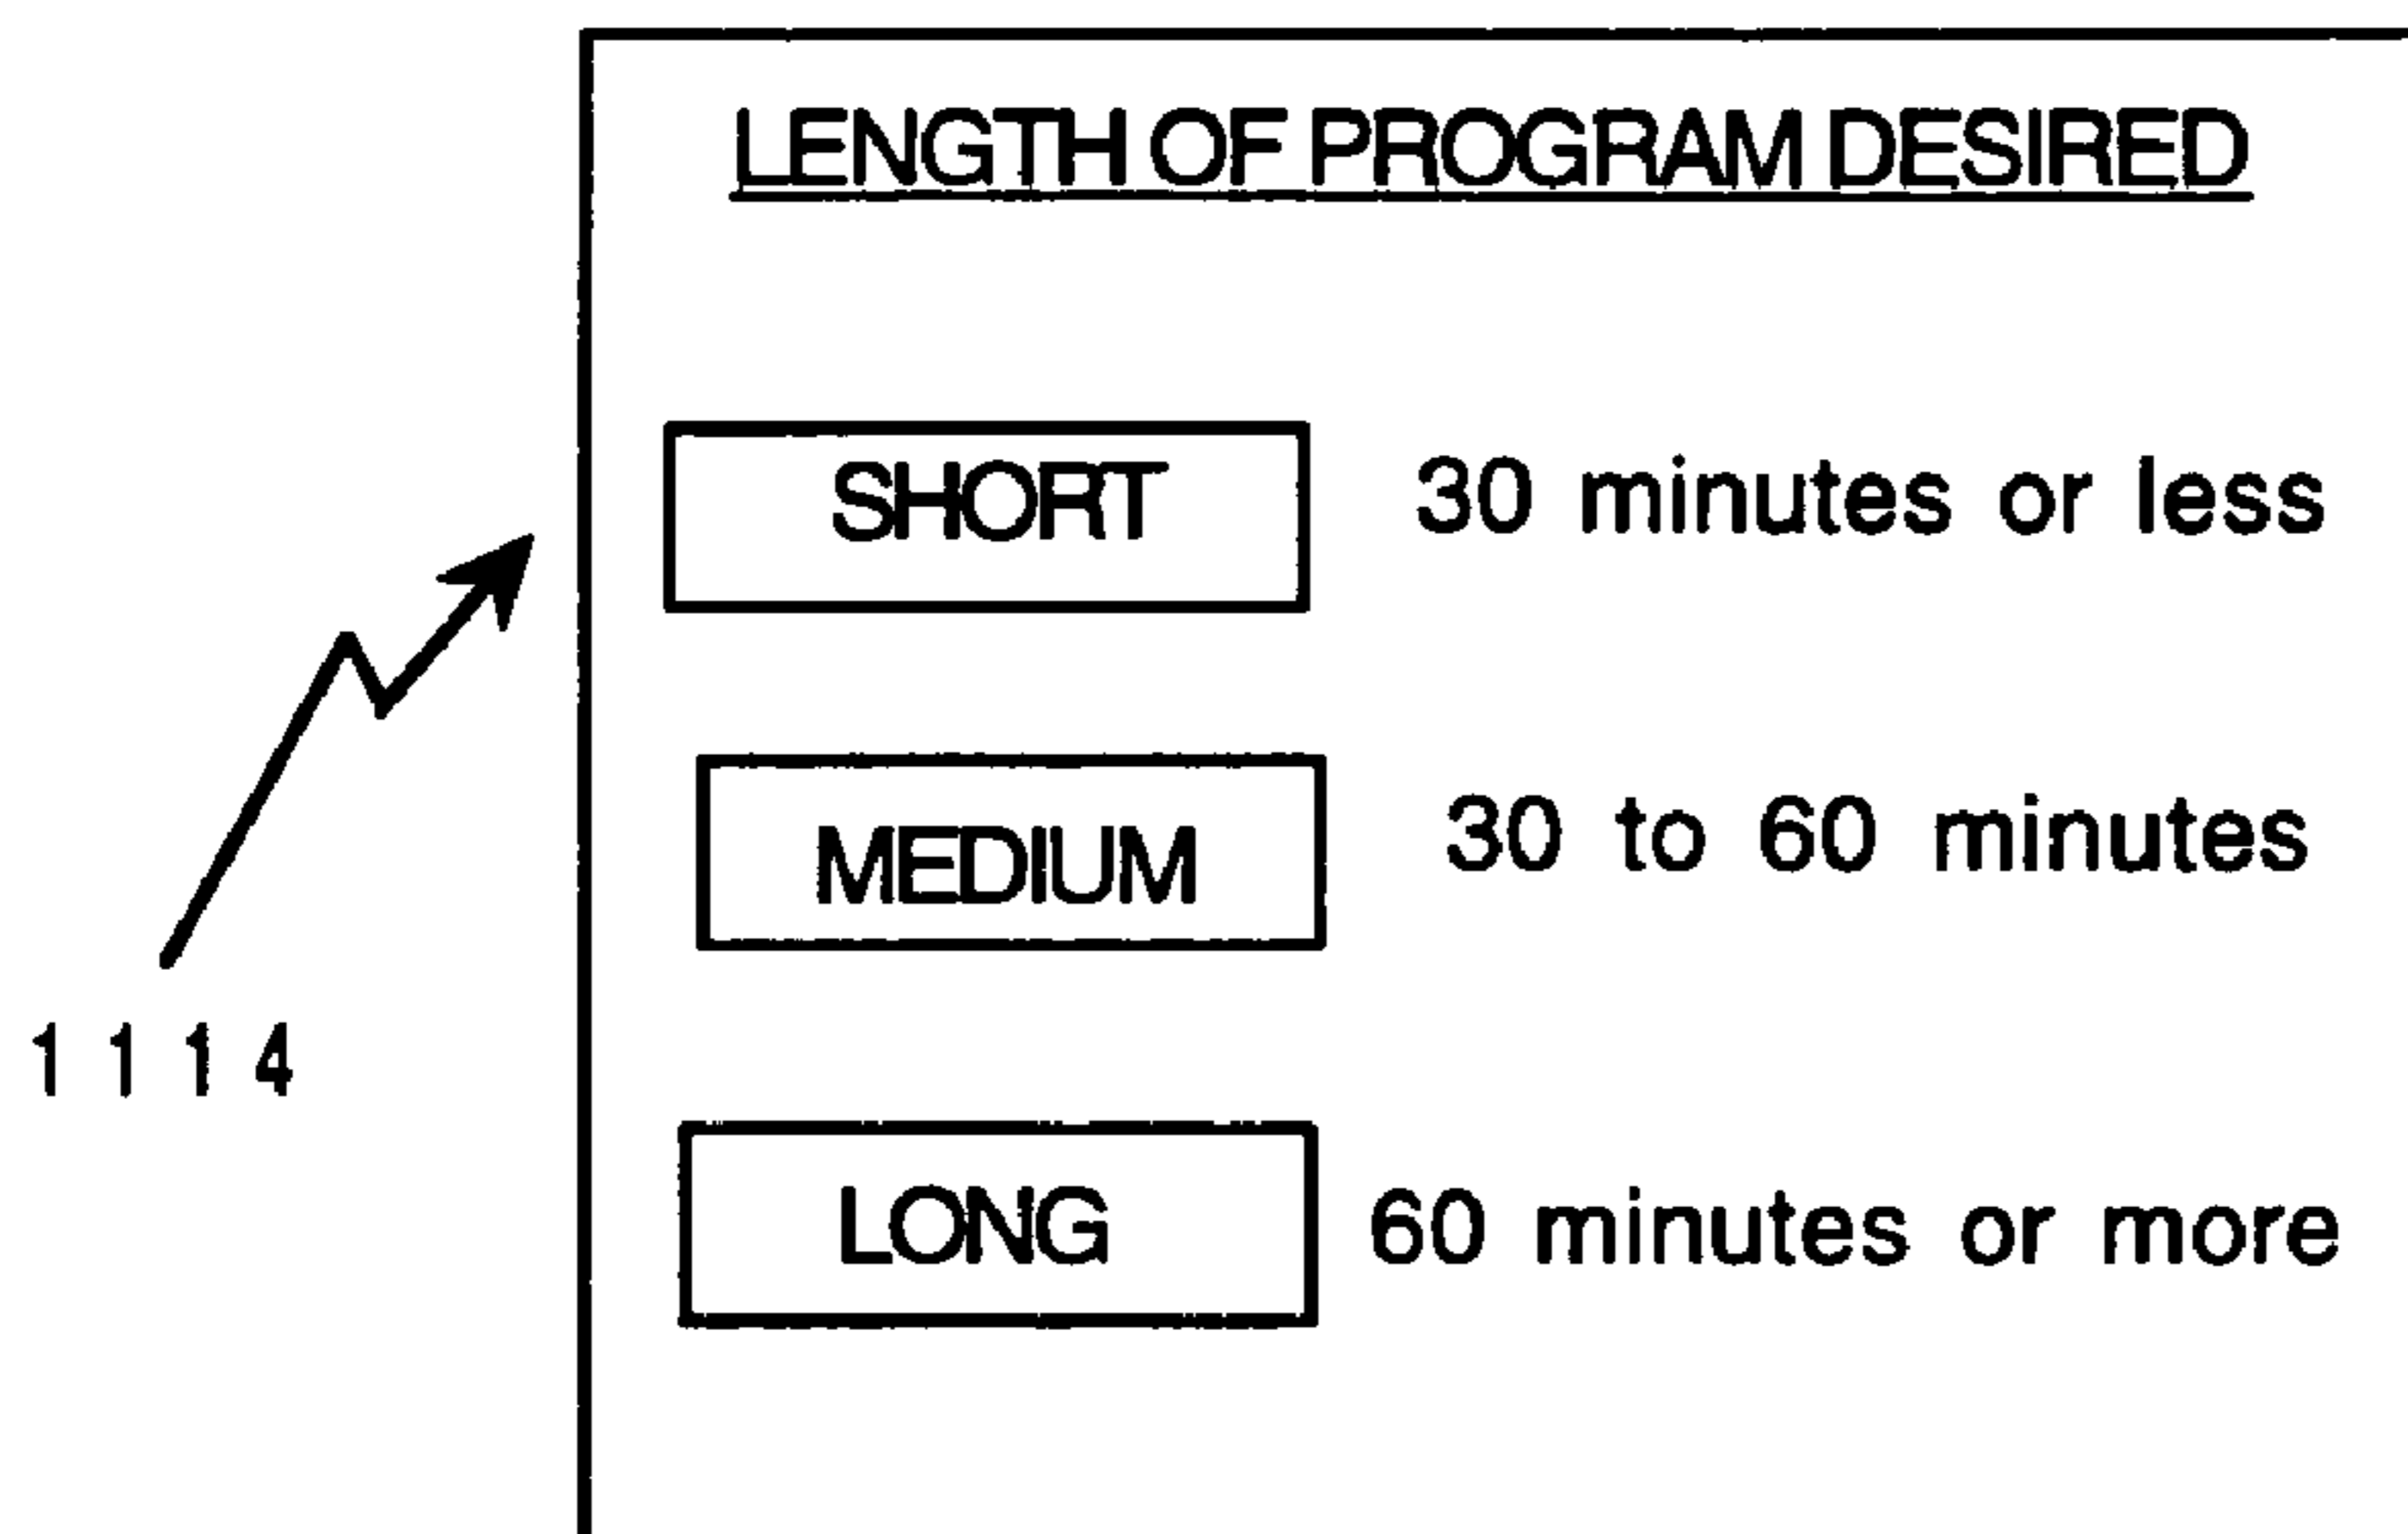 LENGTH OF PROGRAM DESIRED
SHORT 30 minutes or less
MEDIUM 30 to 60 minutes
1114
LONG 60 minutes or more